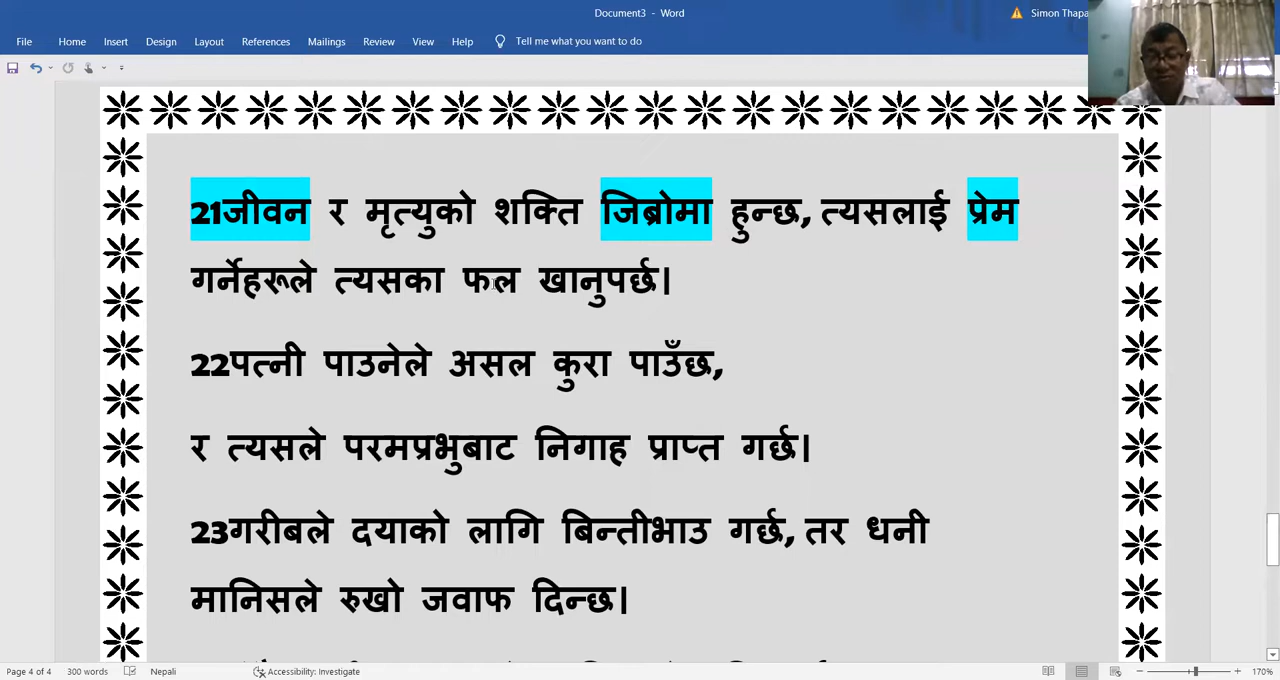 Document3 - Word
Simon Thapa
File Home Insert Design Layout References Mailings Review View Help Tell me what you want to do
21जीवन र मृत्युको शक्ति जिब्रोमा हुन्छ, त्यसलाई प्रेम
गर्नेहरूले त्यसका फल खानुपर्छ।
22पत्नी पाउनेले असल कुरा पाउँछ,
र त्यसले परमप्रभुबाट निगाह प्राप्त गर्छ।
23गरीबले दयाको लागि बिन्तीभाउ गर्छ, तर धनी
मानिसले रुखो जवाफ दिन्छ।
Page 4 of 4 300 words Nepali Accessibility: Investigate 170%